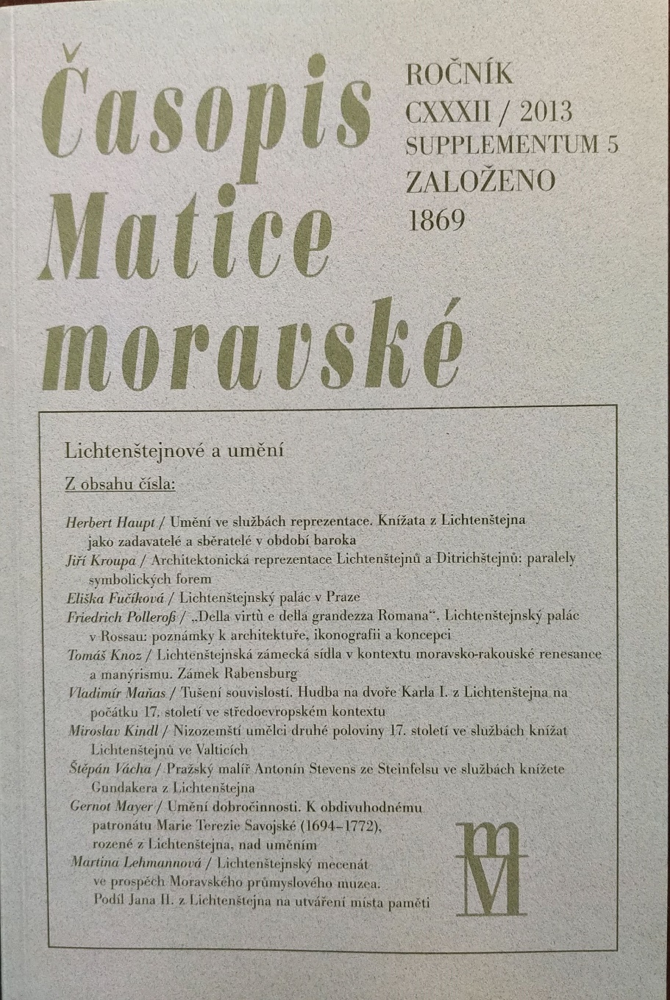 Časopis
Matice
moravské
ROČNÍK
CXXXII / 2013
SUPPLEMENTUM 5
ZALOŽENO
1869
Lichtenštejnové a umění
Z obsahu čísla:
Herbert Haupt / Umění ve službách reprezentace. Knížata z Lichtenštejna
jako zadavatelé a sběratelé v období baroka
Jiří Kroupa / Architektonická reprezentace Lichtenštejnů a Ditrichštejnů: paralely
symbolických forem
Eliška Fučíková / Lichtenštejnský palác v Praze
Friedrich Polleroß / „Della virtù e della grandezza Romana“. Lichtenštejnský palác
v Rossau: poznámky k architektuře, ikonografii a koncepci
Tomáš Knoz / Lichtenštejnská zámecká sídla v kontextu moravsko-rakouské renesance
a manýrismu. Zámek Rabensburg
Vladimír Maňas / Tušení souvislostí. Hudba na dvoře Karla I. z Lichtenštejna na
počátku 17. století ve středoevropském kontextu
Miroslav Kindl / Nizozemští umělci druhé poloviny 17. století ve službách knížat
Lichtenštejnů ve Valticích
Štěpán Vácha / Pražský malíř Antonín Stevens ze Steinfelsu ve službách knížete
Gundakera z Lichtenštejna
Gernot Mayer / Umění dobročinnosti. K obdivuhodnému
patronátu Marie Terezie Savojské (1694–1772),
rozené z Lichtenštejna, nad uměním
Martina Lehmannová / Lichtenštejnský mecenát
ve prospěch Moravského průmyslového muzea.
Podíl Jana II. z Lichtenštejna na utváření místa paměti
mM